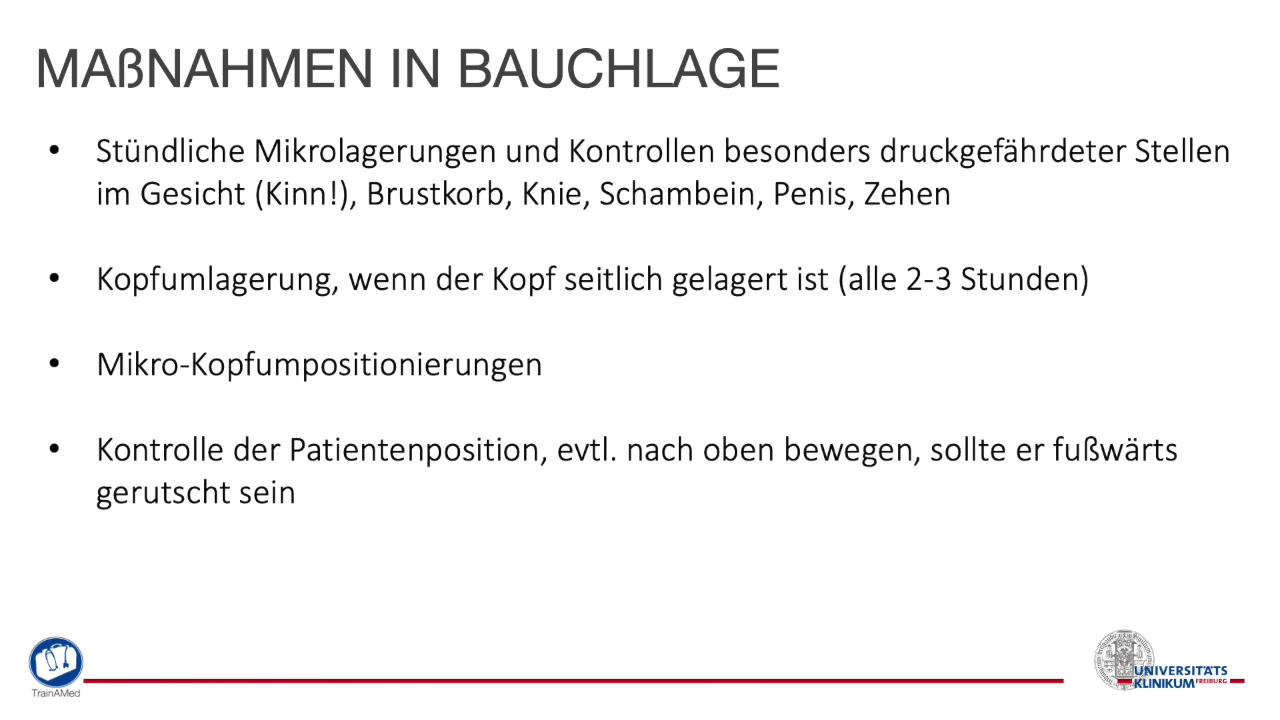 MAßNAHMEN IN BAUCHLAGE
• Stündliche Mikrolagerungen und Kontrollen besonders druckgefährdeter Stellen
im Gesicht (Kinn!), Brustkorb, Knie, Schambein, Penis, Zehen
• Kopfumlagerung, wenn der Kopf seitlich gelagert ist (alle 2-3 Stunden)
• Mikro-Kopfumpositionierungen
• Kontrolle der Patientenposition, evtl. nach oben bewegen, sollte er fußwärts
gerutscht sein
TrainAMed
UNIVERSITÄTS
KLINIKUM FREIBURG